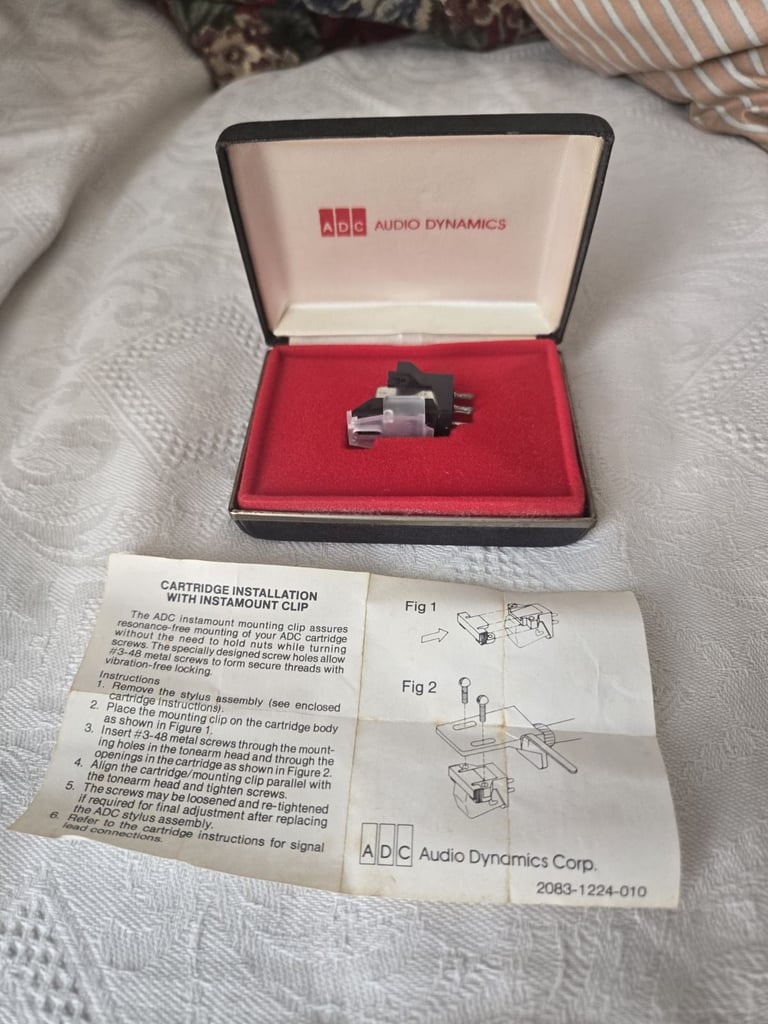 ADC AUDIO DYNAMICS
CARTRIDGE INSTALLATION
WITH INSTAMOUNT CLIP
The ADC instamount mounting clip assures
resonance-free mounting of your ADC cartridge
without the need to hold nuts while turning
screws. The specially designed screw holes allow
#3-48 metal screws to form secure threads with
vibration-free locking.
Instructions
1. Remove the stylus assembly (see enclosed
cartridge instructions).
2. Place the mounting clip on the cartridge body
as shown in Figure 1.
3. Insert #3-48 metal screws through the mount-
ing holes in the tonearm head and through the
openings in the cartridge as shown in Figure 2.
4. Align the cartridge/mounting clip parallel with
the tonearm head and tighten screws.
5. The screws may be loosened and re-tightened
if required for final adjustment after replacing
the ADC stylus assembly.
6. Refer to the cartridge instructions for signal
lead connections.
Fig 1
Fig 2
ADC Audio Dynamics Corp.
2083-1224-010